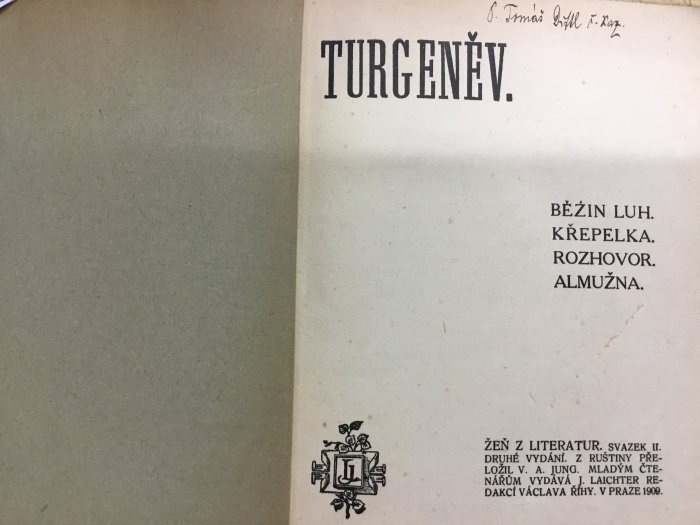 P. Tomáš
TURGENĚV.
BĚŽIN LUH.
KŘEPELKA.
ROZHOVOR.
ALMUŽNA.
ŽEŇ Z LITERATUR. SVAZEK II.
DRUHÉ VYDÁNÍ. Z RUŠTINY PŘE-
LOŽIL V. A. JUNG. MLADÝM ČTE-
NÁŘŮM VYDÁVÁ J. LAICHTER RE-
DAKCÍ VÁCLAVA ŘÍHY. V PRAZE 1909.